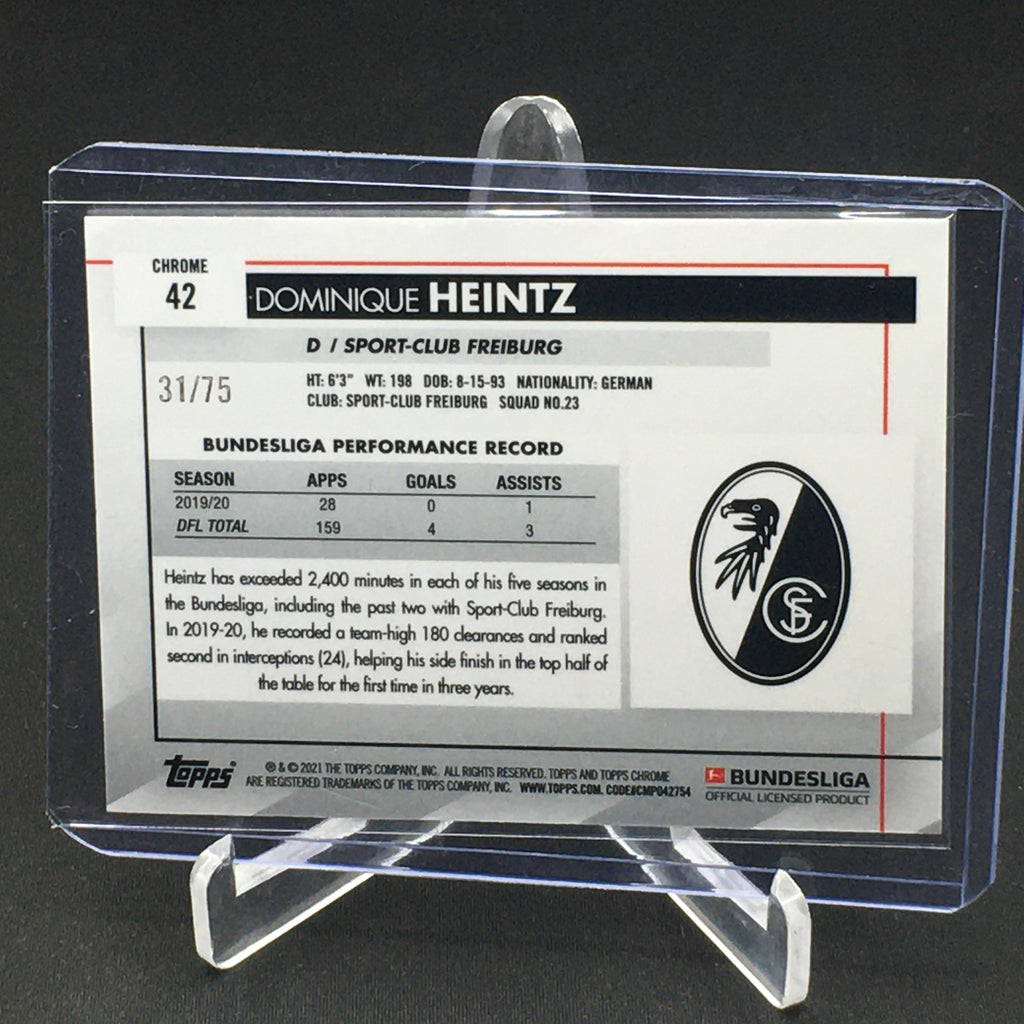 CHROME
42
DOMINIQUE HEINTZ
D / SPORT-CLUB FREIBURG
31/75
HT: 6'3" WT: 198 DOB: 8-15-93 NATIONALITY: GERMAN
CLUB: SPORT-CLUB FREIBURG SQUAD NO.23
BUNDESLIGA PERFORMANCE RECORD
SEASON APPS GOALS ASSISTS
2019/20 28 0 1
DFL TOTAL 159 4 3
Heintz has exceeded 2,400 minutes in each of his five seasons in
the Bundesliga, including the past two with Sport-Club Freiburg.
In 2019-20, he recorded a team-high 180 clearances and ranked
second in interceptions (24), helping his side finish in the top half of
the table for the first time in three years.
SFC
Topps
® & © 2021 THE TOPPS COMPANY, INC. ALL RIGHTS RESERVED. TOPPS AND TOPPS CHROME
ARE REGISTERED TRADEMARKS OF THE TOPPS COMPANY, INC. WWW.TOPPS.COM. CODE#CMP042754
BUNDESLIGA
OFFICIAL LICENSED PRODUCT